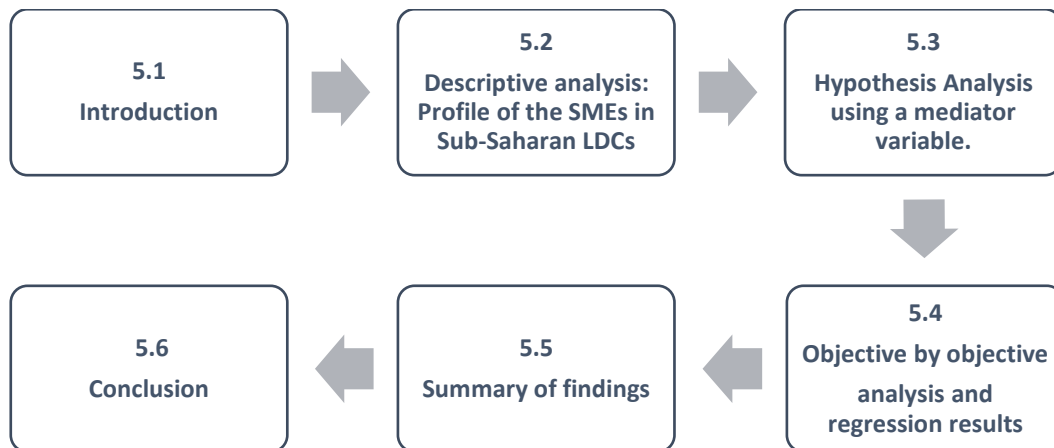 5.1
Introduction
5.2
Descriptive analysis:
Profile of the SMEs in
Sub-Saharan LDCs
5.3
Hypothesis Analysis
using a mediator
variable.
5.4
Objective by objective
analysis and
regression results
5.5
Summary of findings
5.6
Conclusion